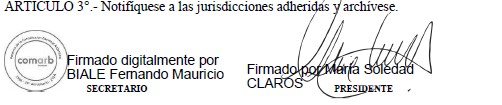 ARTICULO 3°.- Notifíquese a las jurisdicciones adheridas y archívese.
comarb
Firmado digitalmente por
BIALE Fernando Mauricio
SECRETARIO
Firmado por María Soledad
CLAROS
PRESIDENTE